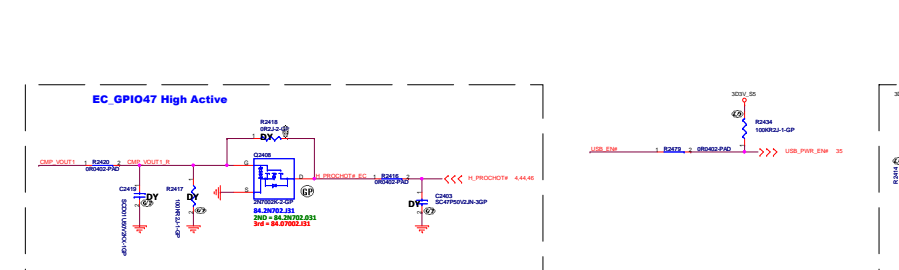 EC_GPIO47 High Active
R2418
0R2J-2-GP
DY
Q2408
CMP_VOUT1 1 R2420 2 CMP_VOUT1_R
0R0402-PAD
G
D
S
H_PROCHOT#_EC 1 R2416 2
0R0402-PAD
H_PROCHOT# 4,44,46
C2419
DY
R2417
DY
2N7002K-2-GP
84.2N702.J31
2ND = 84.2N702.031
3rd = 84.07002.I31
GP
C2403
SC47P50V2JN-3GP
DY
3D3V_S5
R2434
100KR2J-1-GP
USB_EN# 1 R2479 2 0R0402-PAD
USB_PWR_EN# 35